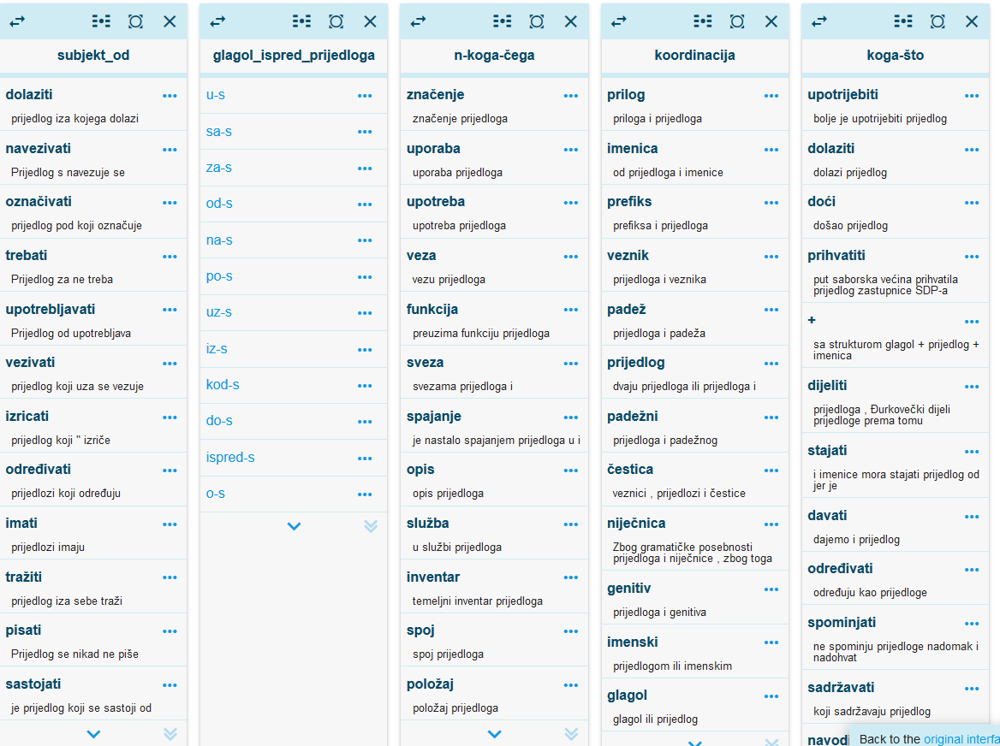 subjekt_od
dolaziti
prijedlog iza kojega dolazi
navezivati
Prijedlog s navezuje se
označivati
prijedlog pod koji označuje
trebati
Prijedlog za ne treba
upotrebljavati
Prijedlog od upotrebljava
vezivati
prijedlog koji uza se vezuje
izricati
prijedlog koji " izriče
određivati
prijedlozi koji određuju
imati
prijedlozi imaju
tražiti
prijedlog iza sebe traži
pisati
Prijedlog se nikad ne piše
sastojati
je prijedlog koji se sastoji od
glagol_ispred_prijedloga
u-s
sa-s
za-s
od-s
na-s
po-s
uz-s
iz-s
kod-s
do-s
ispred-s
o-s
n-koga-čega
značenje
značenje prijedloga
uporaba
uporaba prijedloga
upotreba
upotreba prijedloga
veza
vezu prijedloga
funkcija
preuzima funkciju prijedloga
sveza
svezama prijedloga i
spajanje
je nastalo spajanjem prijedloga u i
opis
opis prijedloga
služba
u službi prijedloga
inventar
temeljni inventar prijedloga
spoj
spoj prijedloga
položaj
položaj prijedloga
koordinacija
prilog
priloga i prijedloga
imenica
od prijedloga i imenice
prefiks
prefiksa i prijedloga
veznik
prijedloga i veznika
padež
prijedloga i padeža
prijedlog
dvaju prijedloga ili prijedloga i
padežni
prijedloga i padežnog
čestica
veznici , prijedlozi i čestice
niječnica
Zbog gramatičke posebnosti
prijedloga i niječnice , zbog toga
genitiv
prijedloga i genitiva
imenski
prijedlogom ili imenskim
glagol
glagol ili prijedlog
koga-što
upotrijebiti
bolje je upotrijebiti prijedlog
dolaziti
dolazi prijedlog
doći
došao prijedlog
prihvatiti
put saborska većina prihvatila
prijedlog zastupnice SDP-a
+
sa strukturom glagol + prijedlog +
imenica
dijeliti
prijedloga , Đurkovečki dijeli
prijedloge prema tomu
stajati
i imenice mora stajati prijedlog od
jer je
davati
dajemo i prijedlog
određivati
određuju kao prijedloge
spominjati
ne spominju prijedloge nadomak i
nadohvat
sadržavati
koji sadržavaju prijedlog
navodi
Back to the original interfa